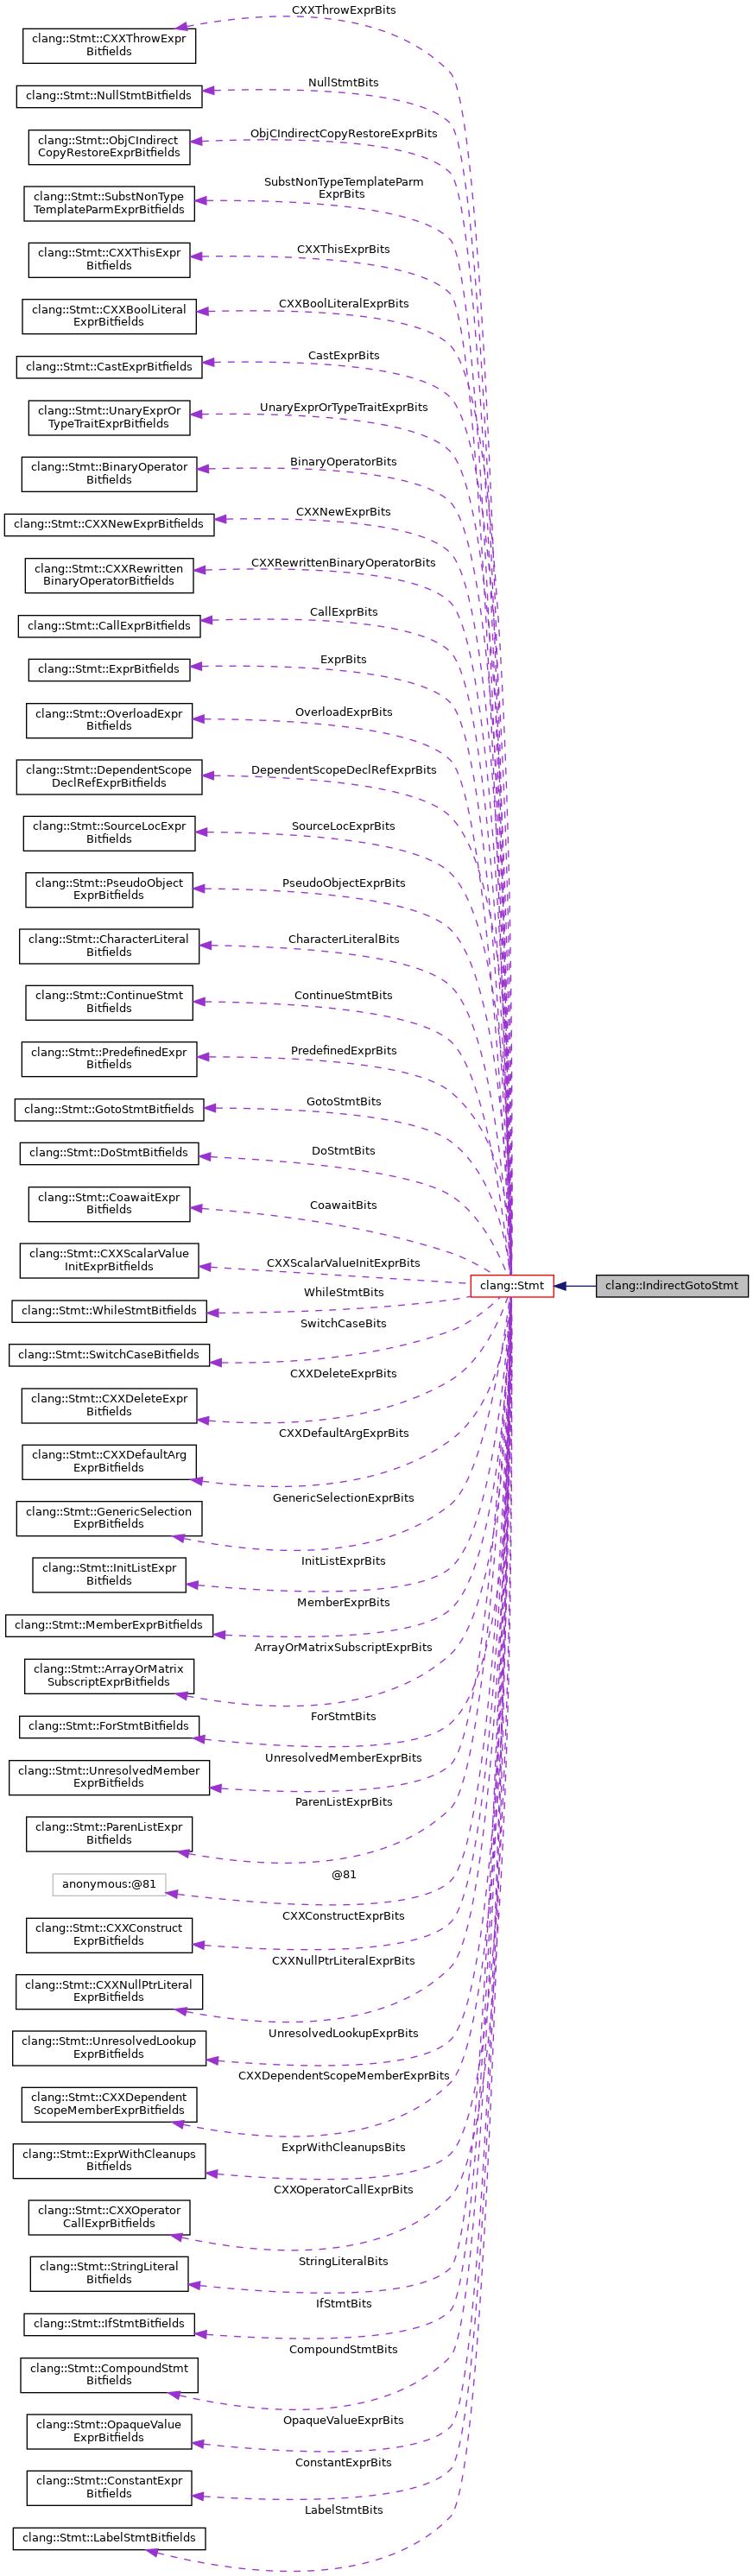 CXXThrowExprBits
clang::Stmt::CXXThrowExpr
Bitfields
NullStmtBits
clang::Stmt::NullStmtBitfields
ObjCIndirectCopyRestoreExprBits
clang::Stmt::ObjCIndirect
CopyRestoreExprBitfields
SubstNonTypeTemplateParm
ExprBits
clang::Stmt::SubstNonType
TemplateParmExprBitfields
CXXThisExprBits
clang::Stmt::CXXThisExpr
Bitfields
CXXBoolLiteralExprBits
clang::Stmt::CXXBoolLiteral
ExprBitfields
CastExprBits
clang::Stmt::CastExprBitfields
UnaryExprOrTypeTraitExprBits
clang::Stmt::UnaryExprOr
TypeTraitExprBitfields
BinaryOperatorBits
clang::Stmt::BinaryOperator
Bitfields
CXXNewExprBits
clang::Stmt::CXXNewExprBitfields
CXXRewrittenBinaryOperatorBits
clang::Stmt::CXXRewritten
BinaryOperatorBitfields
CallExprBits
clang::Stmt::CallExprBitfields
ExprBits
clang::Stmt::ExprBitfields
OverloadExprBits
clang::Stmt::OverloadExpr
Bitfields
DependentScopeDeclRefExprBits
clang::Stmt::DependentScope
DeclRefExprBitfields
SourceLocExprBits
clang::Stmt::SourceLocExpr
Bitfields
PseudoObjectExprBits
clang::Stmt::PseudoObject
ExprBitfields
CharacterLiteralBits
clang::Stmt::CharacterLiteral
Bitfields
ContinueStmtBits
clang::Stmt::ContinueStmt
Bitfields
PredefinedExprBits
clang::Stmt::PredefinedExpr
Bitfields
GotoStmtBits
clang::Stmt::GotoStmtBitfields
DoStmtBits
clang::Stmt::DoStmtBitfields
CoawaitBits
clang::Stmt::CoawaitExpr
Bitfields
CXXScalarValueInitExprBits
clang::Stmt::CXXScalarValue
InitExprBitfields
clang::Stmt
clang::IndirectGotoStmt
WhileStmtBits
clang::Stmt::WhileStmtBitfields
SwitchCaseBits
clang::Stmt::SwitchCaseBitfields
CXXDeleteExprBits
clang::Stmt::CXXDeleteExpr
Bitfields
CXXDefaultArgExprBits
clang::Stmt::CXXDefaultArg
ExprBitfields
GenericSelectionExprBits
clang::Stmt::GenericSelection
ExprBitfields
InitListExprBits
clang::Stmt::InitListExpr
Bitfields
MemberExprBits
clang::Stmt::MemberExprBitfields
ArrayOrMatrixSubscriptExprBits
clang::Stmt::ArrayOrMatrix
SubscriptExprBitfields
ForStmtBits
clang::Stmt::ForStmtBitfields
UnresolvedMemberExprBits
clang::Stmt::UnresolvedMember
ExprBitfields
ParenListExprBits
clang::Stmt::ParenListExpr
Bitfields
@81
anonymous:@81
CXXConstructExprBits
clang::Stmt::CXXConstruct
ExprBitfields
CXXNullPtrLiteralExprBits
clang::Stmt::CXXNullPtrLiteral
ExprBitfields
UnresolvedLookupExprBits
clang::Stmt::UnresolvedLookup
ExprBitfields
CXXDependentScopeMemberExprBits
clang::Stmt::CXXDependent
ScopeMemberExprBitfields
ExprWithCleanupsBits
clang::Stmt::ExprWithCleanups
Bitfields
CXXOperatorCallExprBits
clang::Stmt::CXXOperator
CallExprBitfields
StringLiteralBits
clang::Stmt::StringLiteral
Bitfields
IfStmtBits
clang::Stmt::IfStmtBitfields
CompoundStmtBits
clang::Stmt::CompoundStmt
Bitfields
OpaqueValueExprBits
clang::Stmt::OpaqueValue
ExprBitfields
ConstantExprBits
clang::Stmt::ConstantExpr
Bitfields
LabelStmtBits
clang::Stmt::LabelStmtBitfields